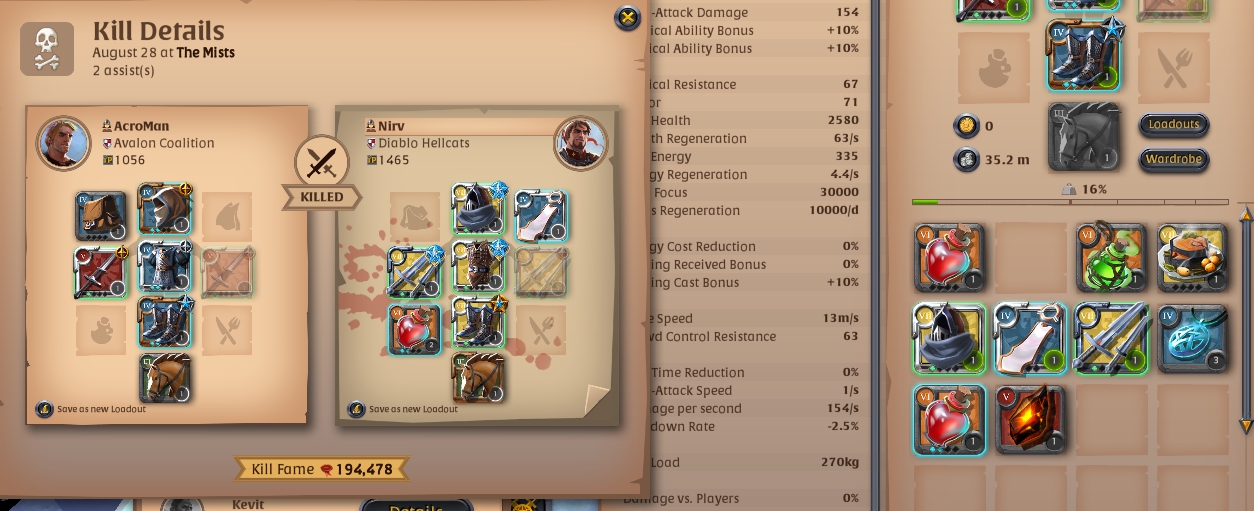 Kill Details
August 28 at The Mists
2 assist(s)
AcroMan
Avalon Coalition
IP 1056
KILLED
Nirv
Diablo Hellcats
IP 1465
Save as new Loadout
Save as new Loadout
Kill Fame 194,478
Kevit
Details
-Attack Damage 154
ical Ability Bonus +10%
ical Ability Bonus +10%
ical Resistance 67
or 71
Health 2580
th Regeneration 63/s
Energy 335
gy Regeneration 4.4/s
Focus 30000
s Regeneration 10000/d
gy Cost Reduction 0%
ing Received Bonus 0%
ing Cast Bonus +10%
e Speed 13m/s
vd Control Resistance 63
Time Reduction 0%
-Attack Speed 1/s
age per second 154/s
down Rate -2.5%
Load 270kg
Damage vs. Players 0%
0
35.2 m
Loadouts
Wardrobe
16%